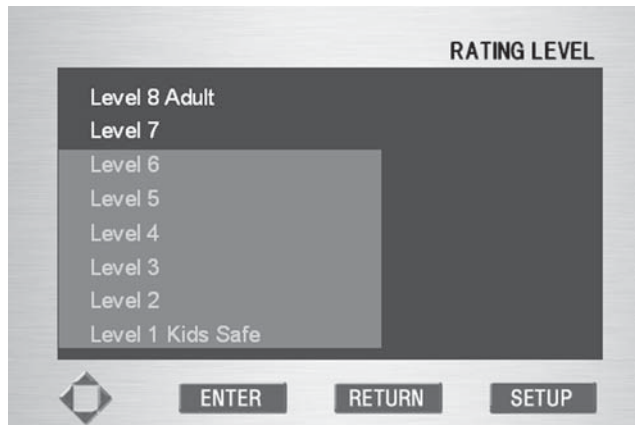 RATING LEVEL
Level 8 Adult
Level 7
Level 6
Level 5
Level 4
Level 3
Level 2
Level 1 Kids Safe
ENTER RETURN SETUP